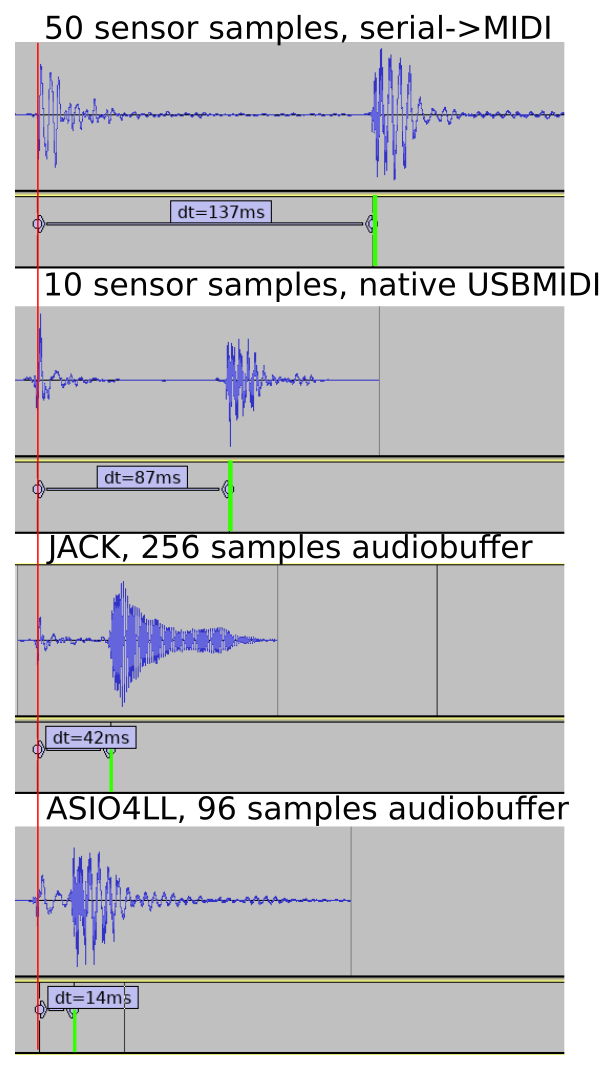 50 sensor samples, serial->MIDI
dt=137ms
10 sensor samples, native USBMIDI
dt=87ms
JACK, 256 samples audiobuffer
dt=42ms
ASIO4LL, 96 samples audiobuffer
dt=14ms